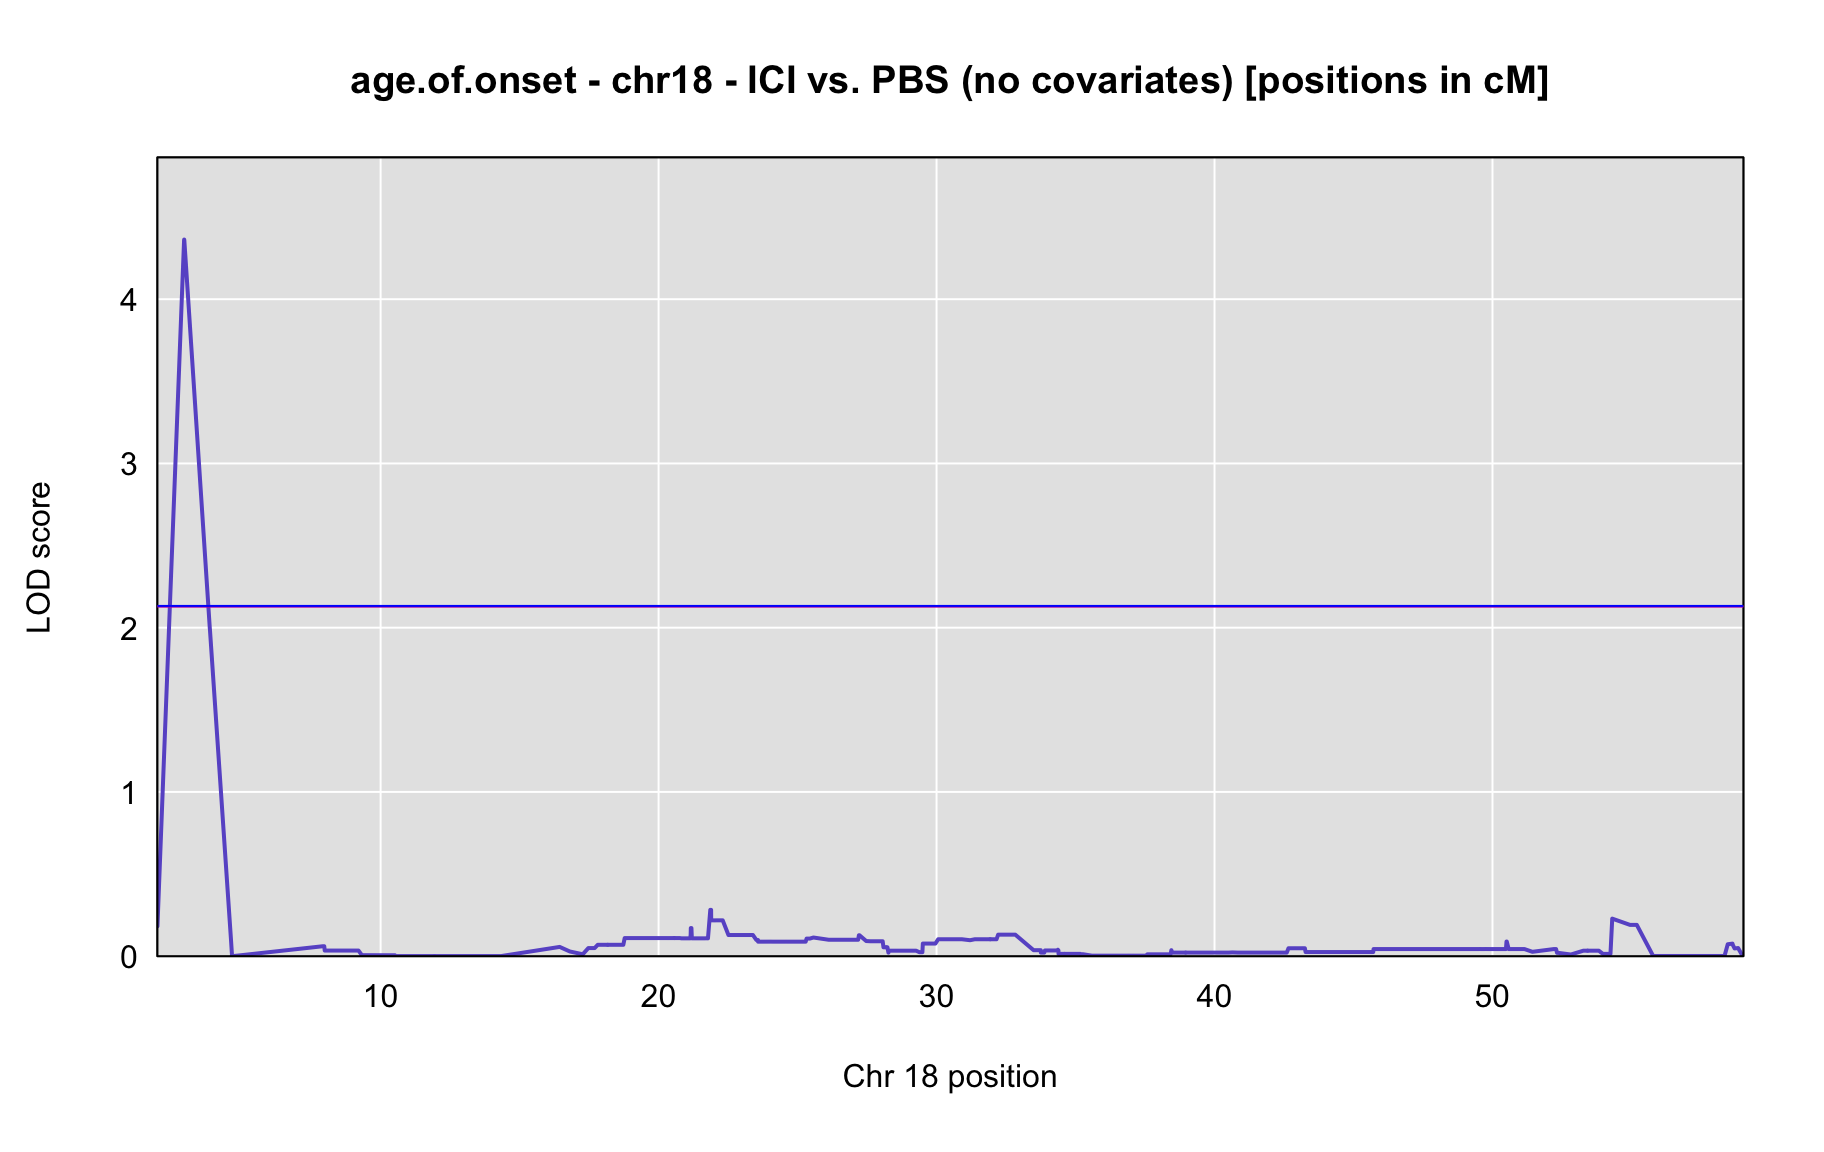 age.of.onset - chr18 - ICI vs. PBS (no covariates) [positions in cM]
LOD score
4
3
2
1
0
10 20 30 40 50
Chr 18 position